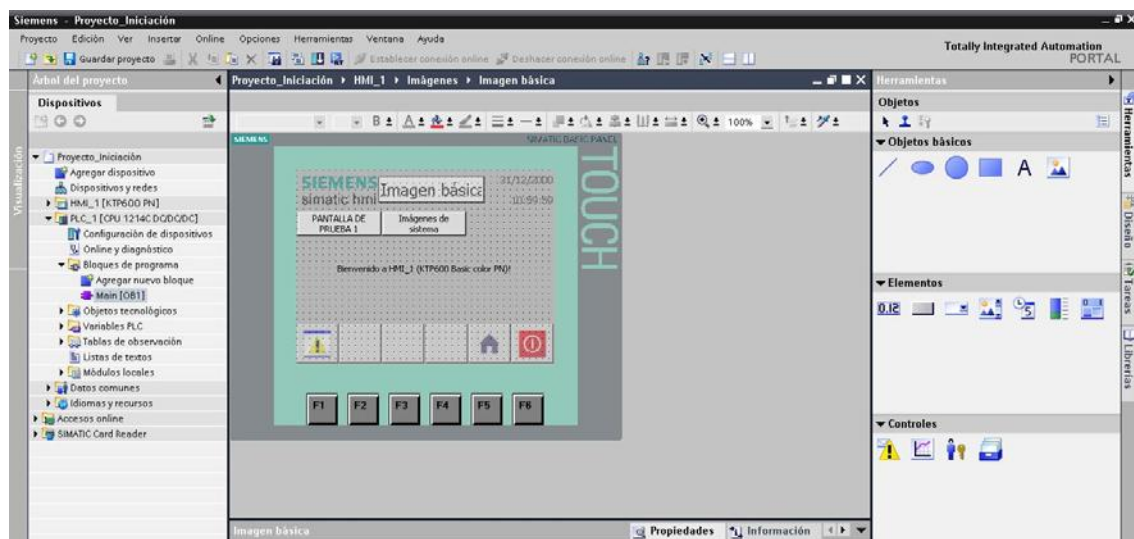 Siemens - Proyecto_Iniciación
Proyecto Edición Ver Insertar Online Opciones Herramientas Ventana Ayuda
Totally Integrated Automation
PORTAL
Guardar proyecto Establecer conexión online Deshacer conexión online
Árbol del proyecto
Proyecto_Iniciación HMI_1 Imágenes Imagen básica
Herramientas
Dispositivos
Objetos
100%
Visualización
Proyecto_Iniciación
Agregar dispositivo
Dispositivos y redes
HMI_1 [KTP600 PN]
PLC_1 [CPU 1214C DC/DC/DC]
Configuración de dispositivos
Online y diagnóstico
Bloques de programa
Agregar nuevo bloque
Main [OB1]
Objetos tecnológicos
Variables PLC
Tablas de observación
Listas de textos
Módulos locales
Datos comunes
Idiomas y recursos
Accesos online
SIMATIC Card Reader
SIEMENS
SIMATIC BASIC PANEL
TOUCH
SIEMENS
simatic hmi
Imagen básica
31/12/2000
10:59:59
PANTALLA DE
PRUEBA 1
Imágenes de
sistema
Bienvenido a HMI_1 (KTP600 Basic color PN)!
F1 F2 F3 F4 F5 F6
Objetos básicos
A
Elementos
0.12
5
Controles
Herramientas
Diseño
Tareas
Librerías
Imagen básica
Propiedades
Información